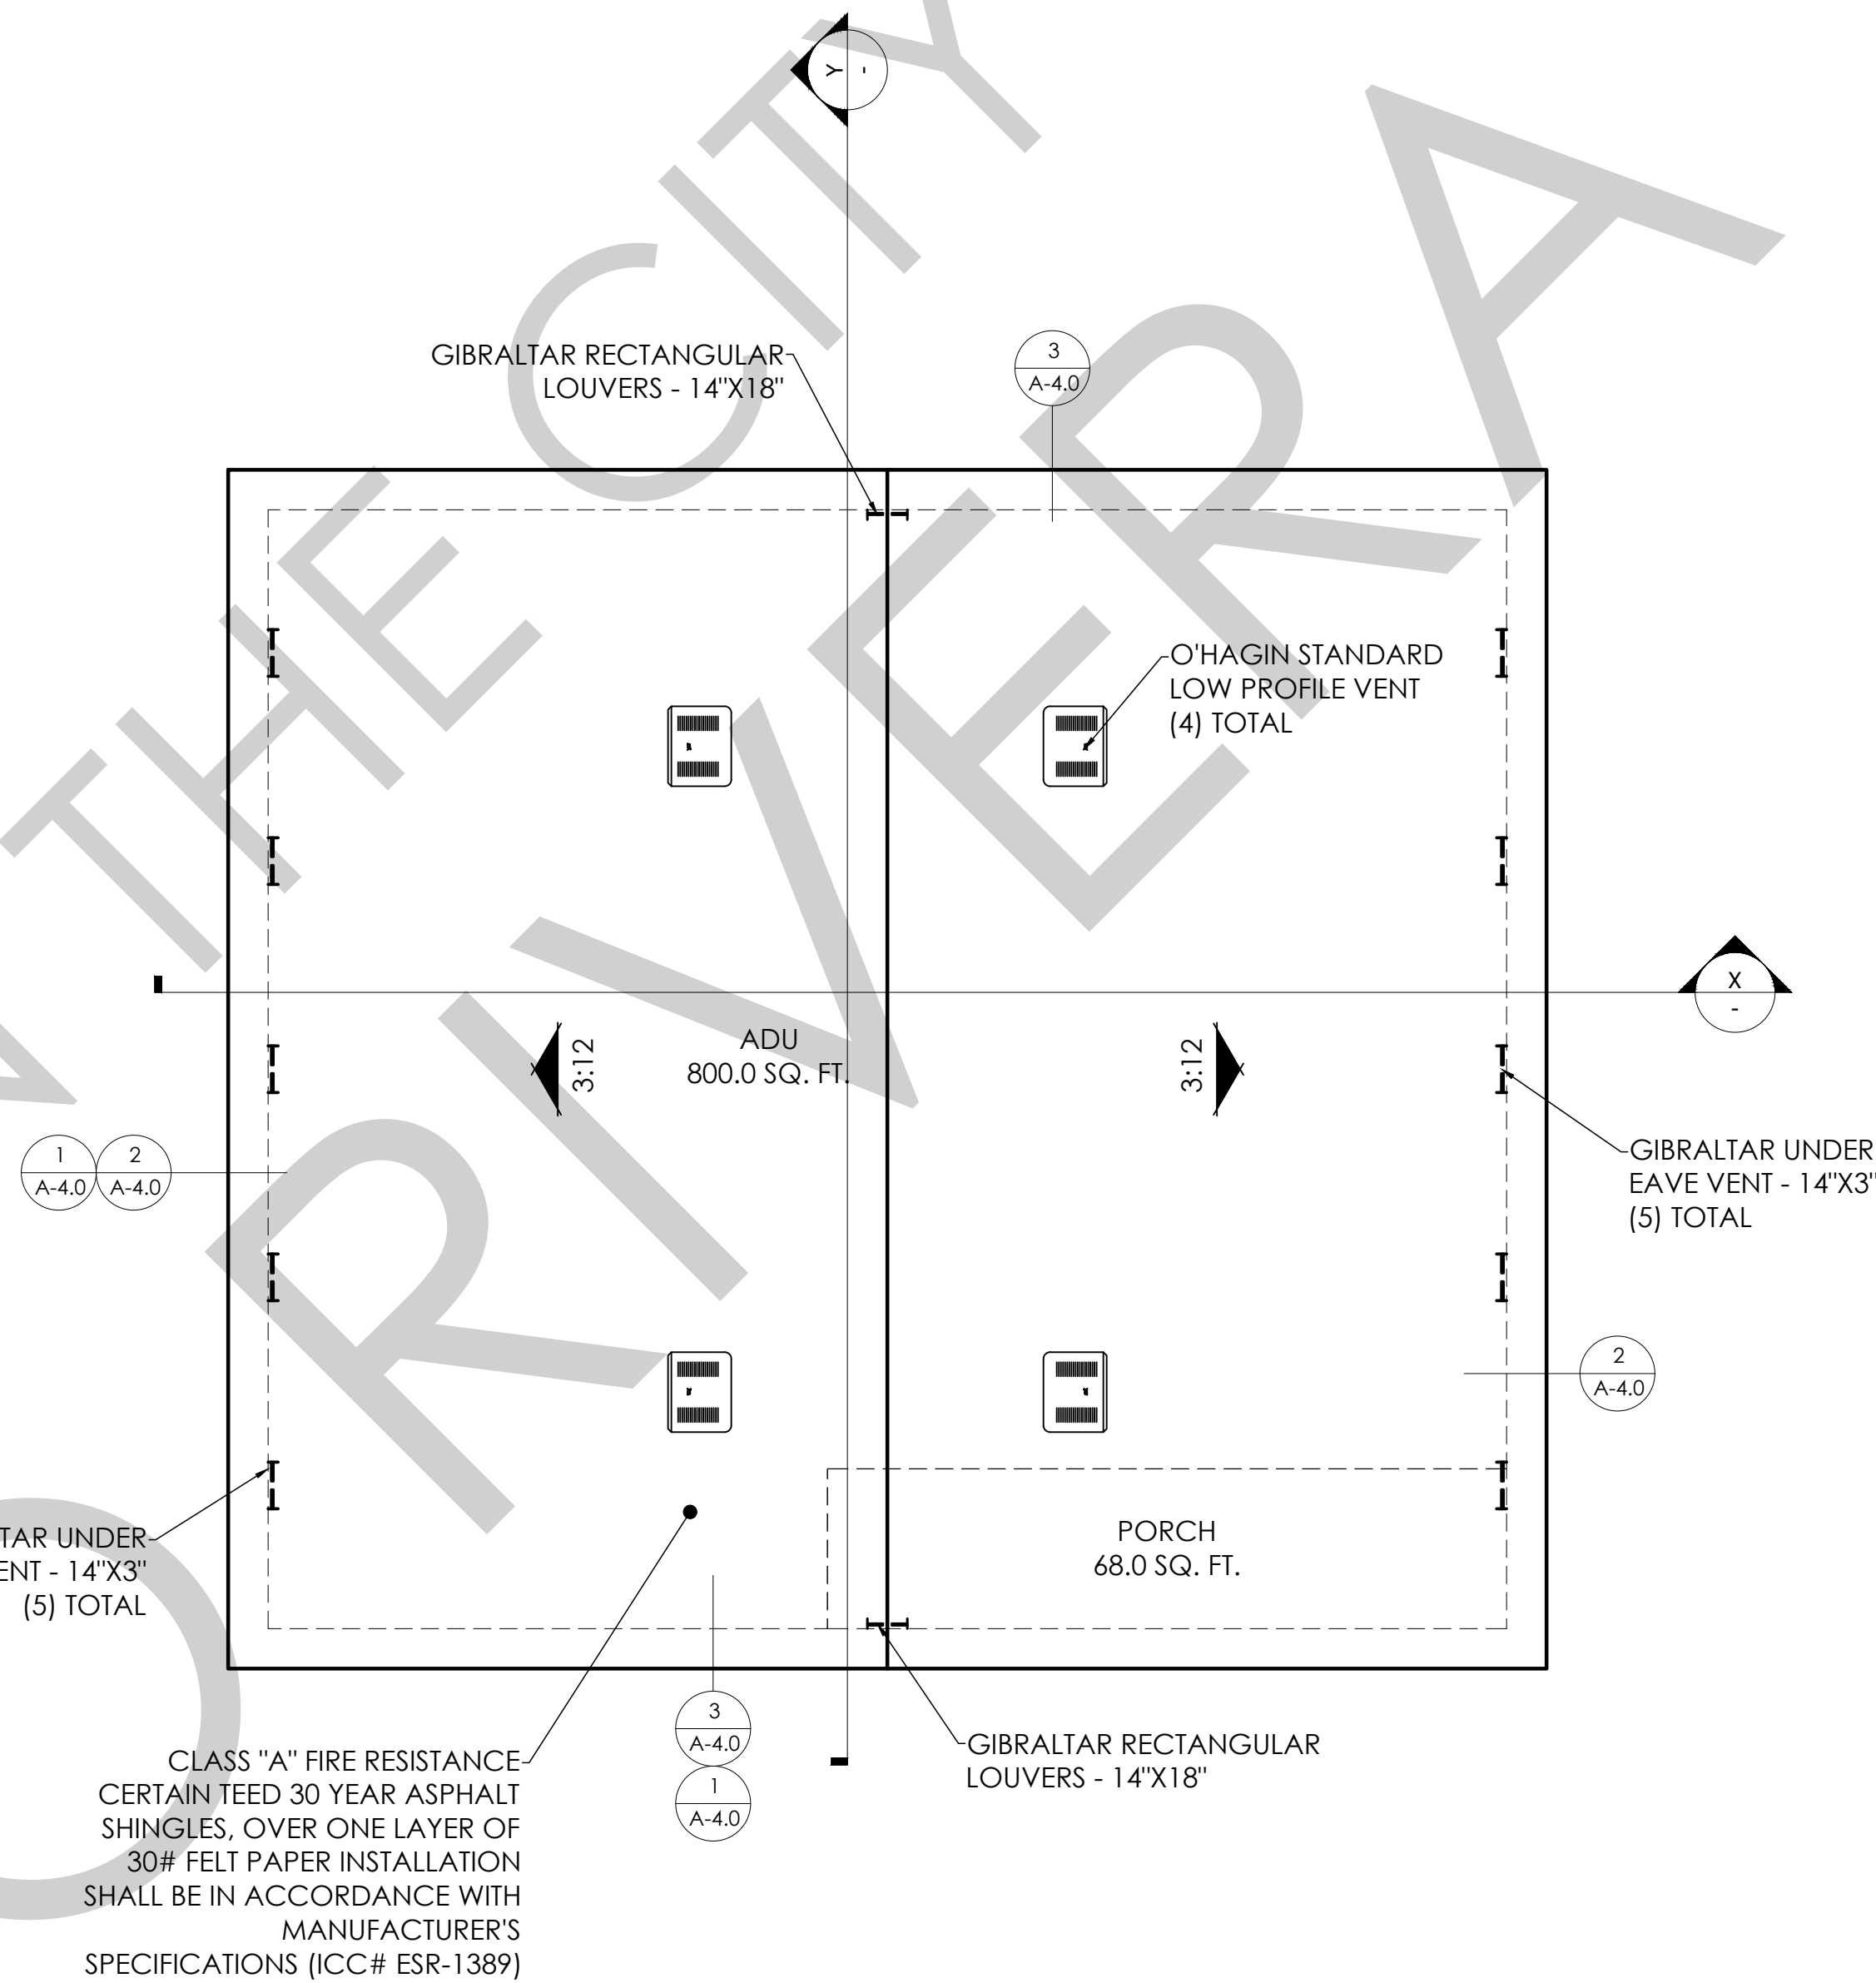 Y
-
GIBRALTAR RECTANGULAR
LOUVERS - 14"X18"
3
A-4.0
O'HAGIN STANDARD
LOW PROFILE VENT
(4) TOTAL
X
-
ADU
800.0 SQ. FT.
3:12
3:12
1
A-4.0
2
A-4.0
GIBRALTAR UNDER
EAVE VENT - 14"X3"
(5) TOTAL
2
A-4.0
TAR UNDER
ENT - 14"X3"
(5) TOTAL
PORCH
68.0 SQ. FT.
3
A-4.0
1
A-4.0
GIBRALTAR RECTANGULAR
LOUVERS - 14"X18"
CLASS "A" FIRE RESISTANCE
CERTAIN TEED 30 YEAR ASPHALT
SHINGLES, OVER ONE LAYER OF
30# FELT PAPER INSTALLATION
SHALL BE IN ACCORDANCE WITH
MANUFACTURER'S
SPECIFICATIONS (ICC# ESR-1389)
THE CITY
O RIVERA